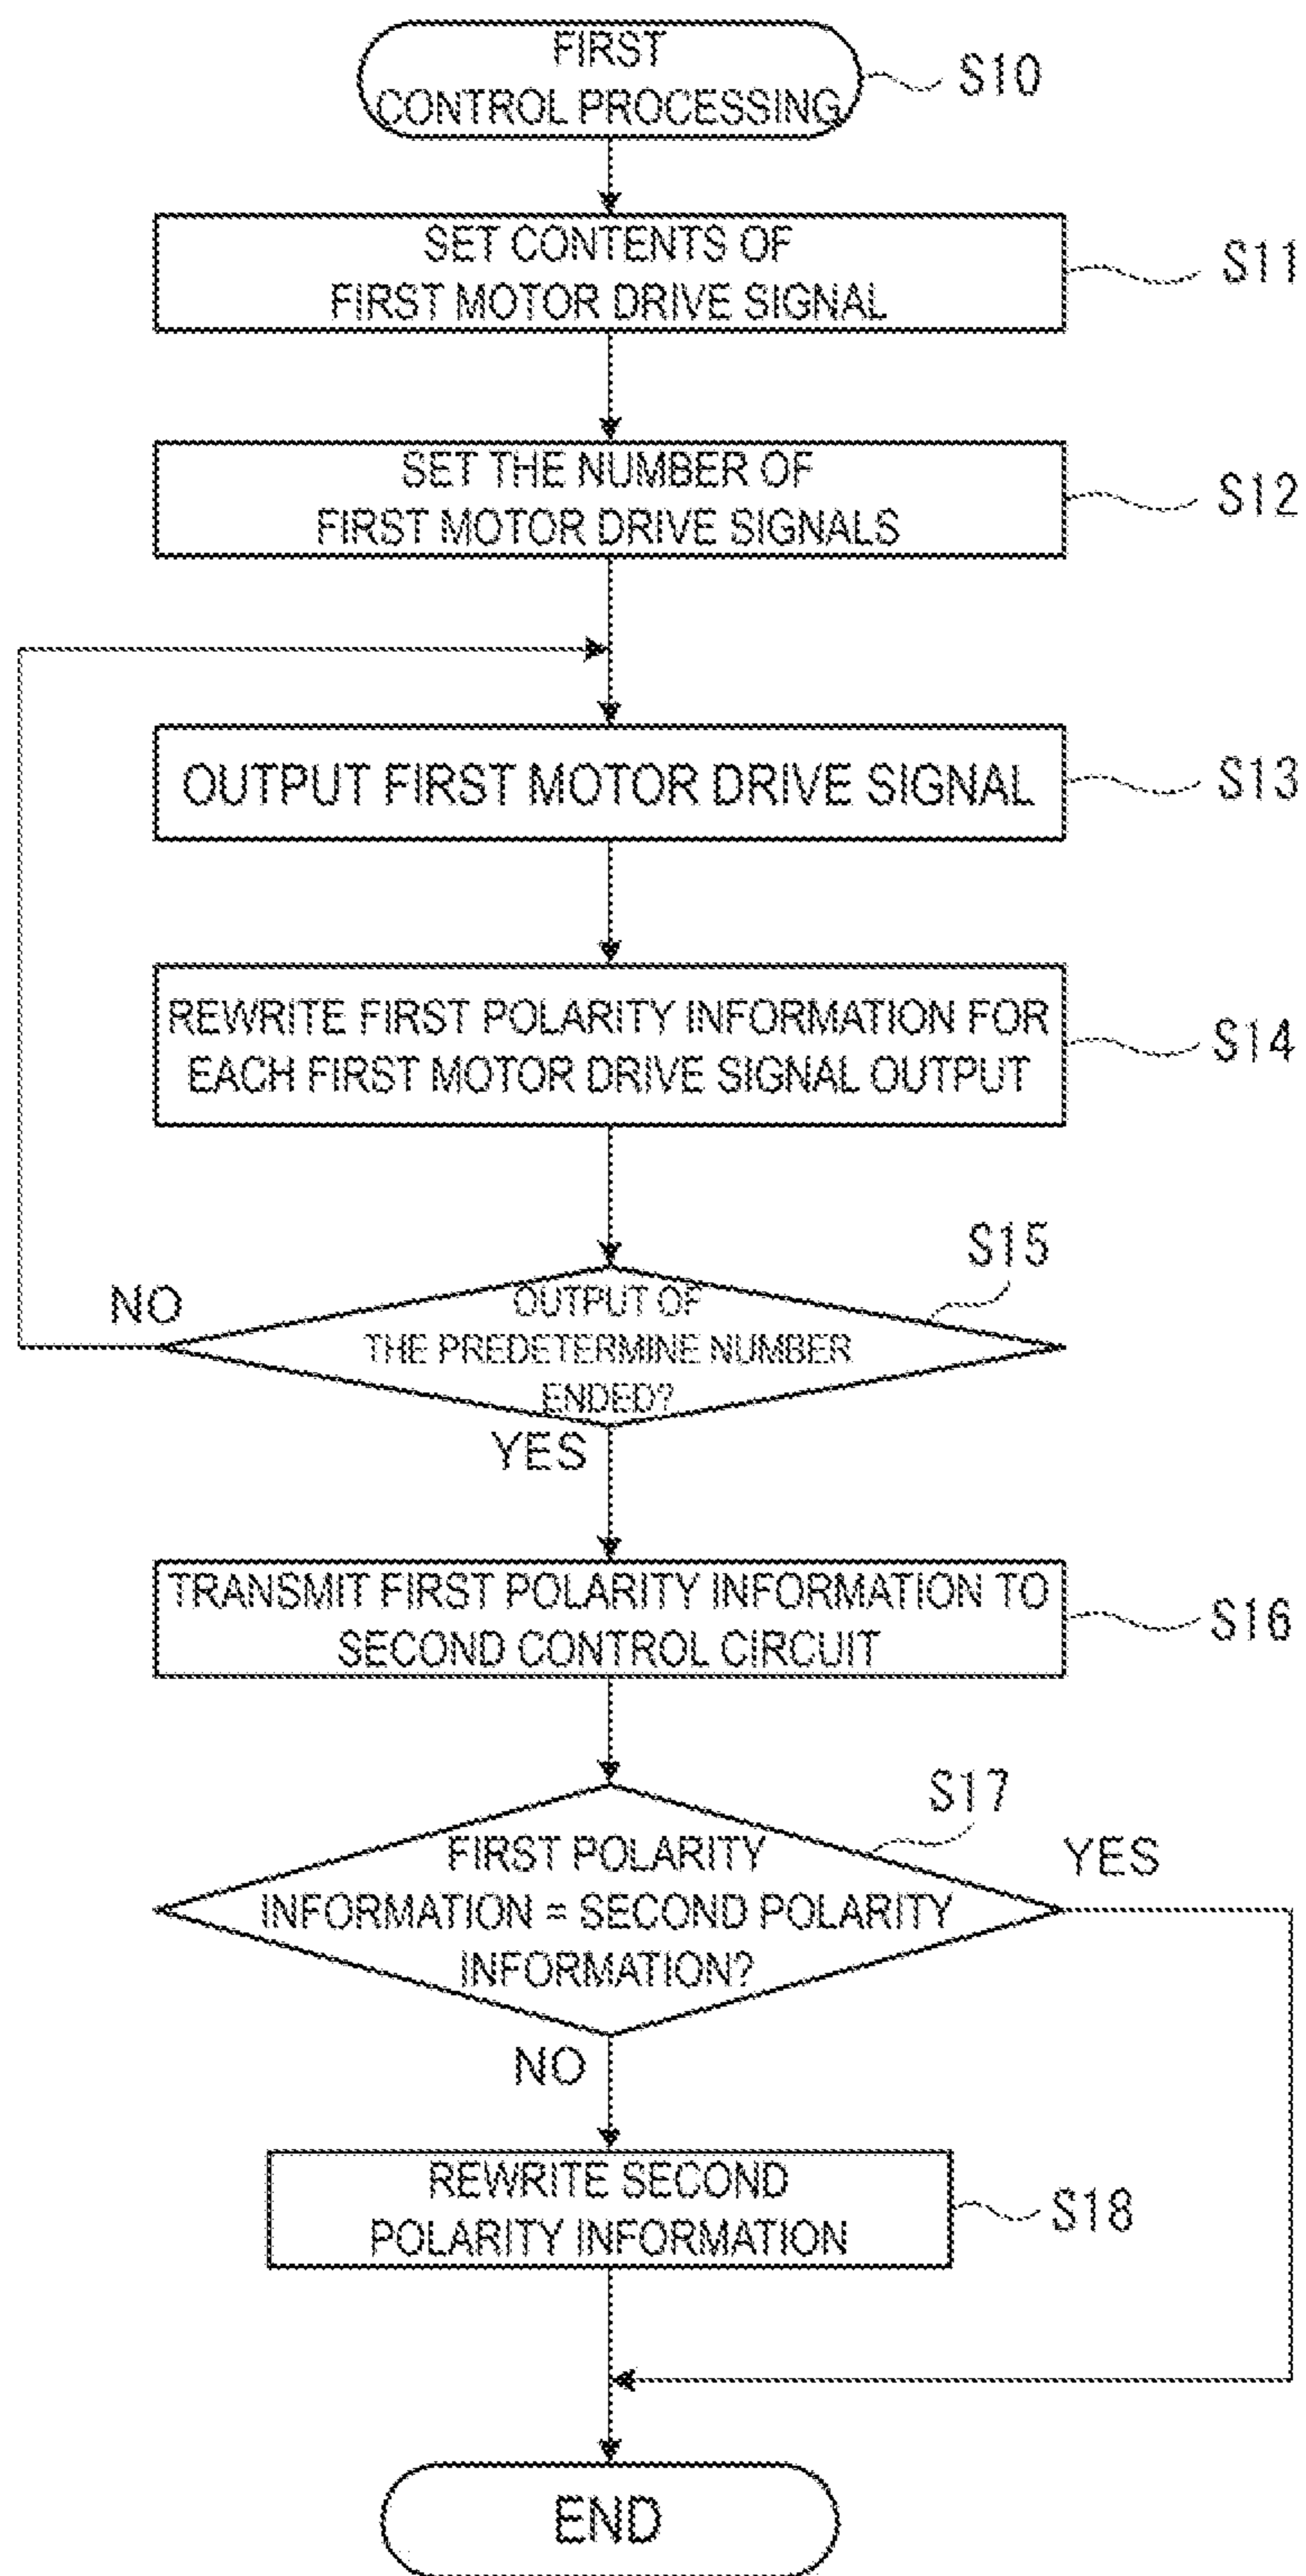 FIRST
CONTROL PROCESSING
S10
SET CONTENTS OF
FIRST MOTOR DRIVE SIGNAL
S11
SET THE NUMBER OF
FIRST MOTOR DRIVE SIGNALS
S12
OUTPUT FIRST MOTOR DRIVE SIGNAL
S13
REWRITE FIRST POLARITY INFORMATION FOR
EACH FIRST MOTOR DRIVE SIGNAL OUTPUT
S14
S15
NO
OUTPUT OF
THE PREDETERMINE NUMBER
ENDED?
YES
TRANSMIT FIRST POLARITY INFORMATION TO
SECOND CONTROL CIRCUIT
S16
S17
YES
FIRST POLARITY
INFORMATION = SECOND POLARITY
INFORMATION?
NO
REWRITE SECOND
POLARITY INFORMATION
S18
END